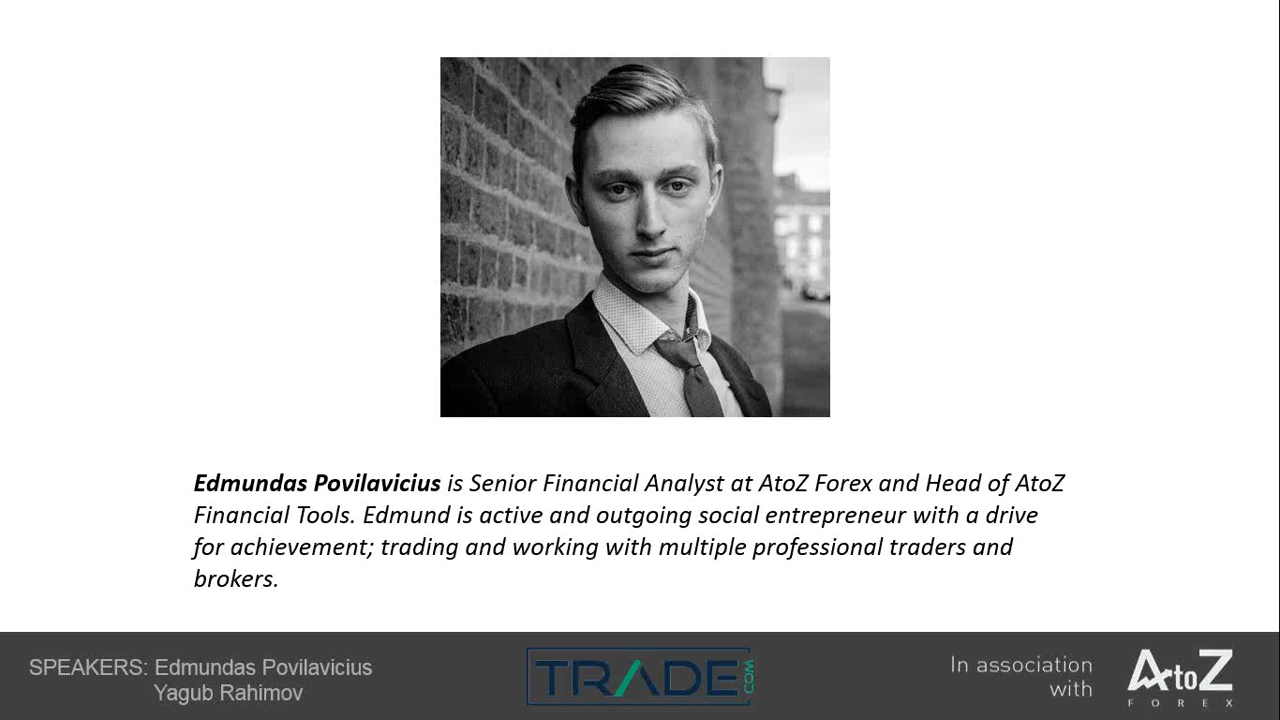 Edmundas Povilavicius is Senior Financial Analyst at AtoZ Forex and Head of AtoZ
Financial Tools. Edmund is active and outgoing social entrepreneur with a drive
for achievement; trading and working with multiple professional traders and
brokers.
SPEAKERS: Edmundas Povilavicius
Yagub Rahimov
TRADE.COM
In association
with
AtoZ
FOREX